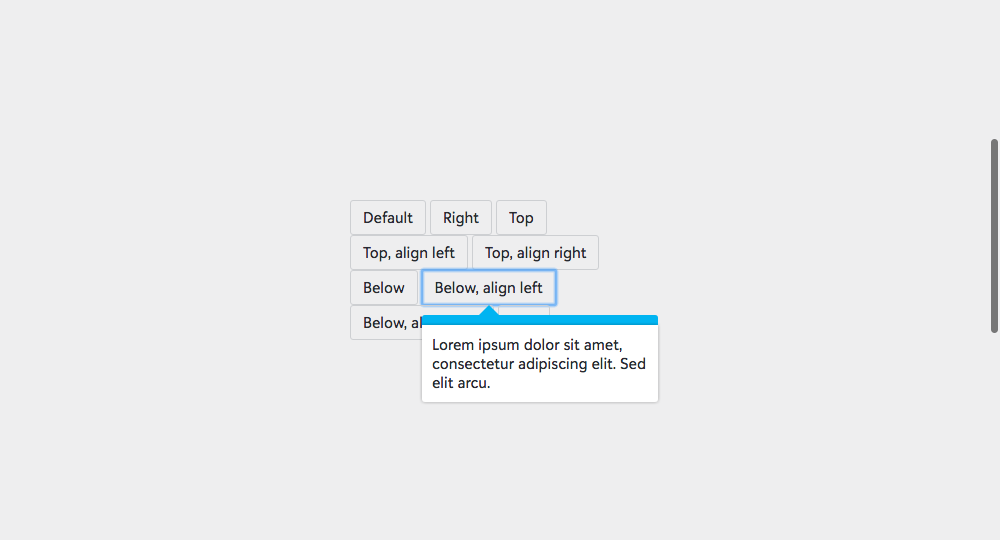 Default Right Top
Top, align left Top, align right
Below Below, align left
Below,
Lorem ipsum dolor sit amet,
consectetur adipiscing elit. Sed
elit arcu.